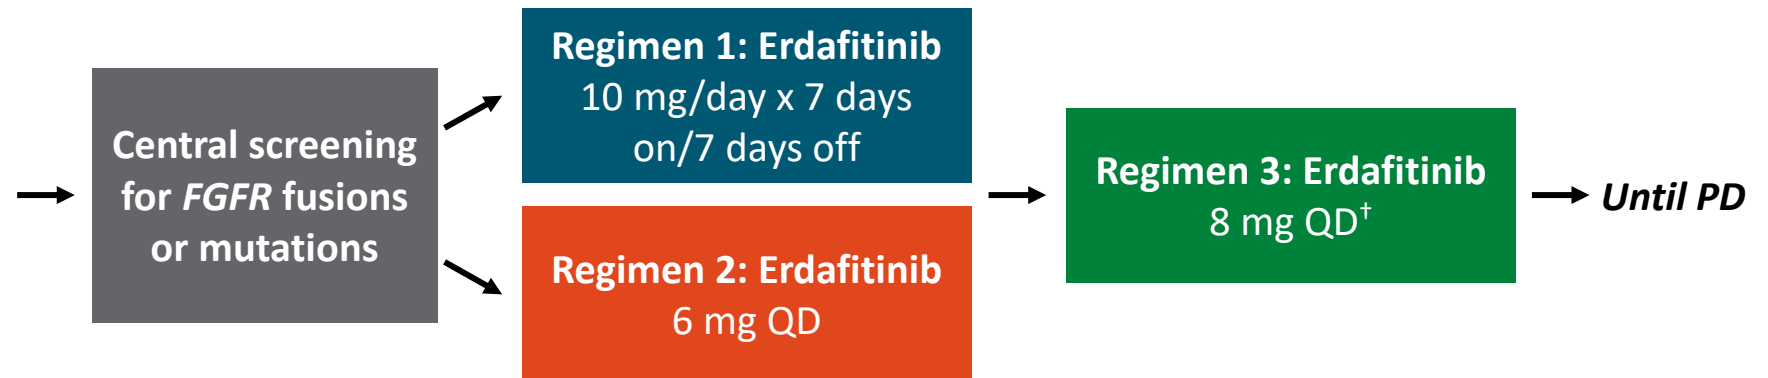 Central screening
for FGFR fusions
or mutations
Regimen 1: Erdafitinib
10 mg/day x 7 days
on/7 days off
Regimen 2: Erdafitinib
6 mg QD
Regimen 3: Erdafitinib
8 mg QD†
Until PD